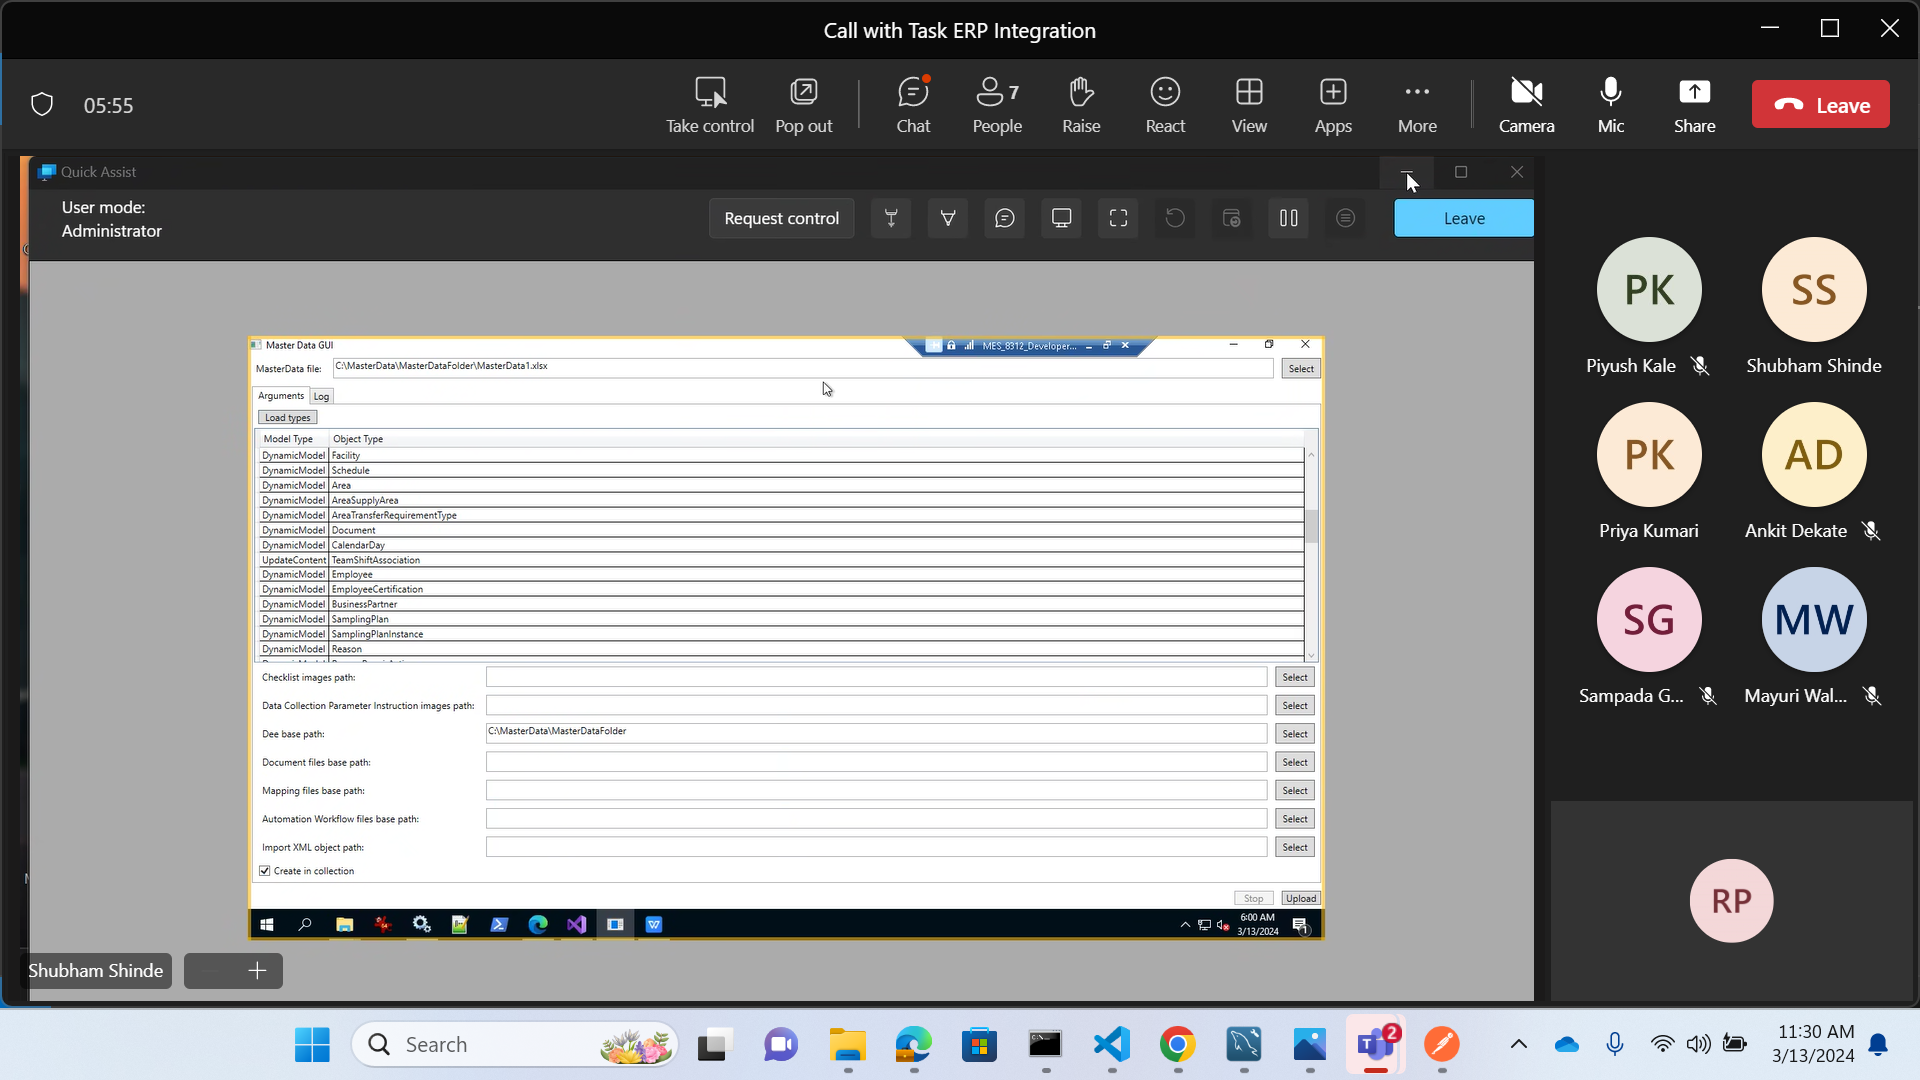 Call with Task ERP Integration
05:55
Take control
Pop out
Chat
7
People
Raise
React
View
Apps
More
Camera
Mic
Share
Leave
Quick Assist
User mode:
Administrator
Request control
Leave
Master Data GUI
MES_8312_Developer...
MasterData file:
C:\MasterData\MasterDataFolder\MasterData1.xlsx
Select
Arguments
Log
Load types
Model Type
Object Type
DynamicModel Facility
DynamicModel Schedule
DynamicModel Area
DynamicModel AreaSupplyArea
DynamicModel AreaTransferRequirementType
DynamicModel Document
DynamicModel CalendarDay
UpdateContent TeamShiftAssociation
DynamicModel Employee
DynamicModel EmployeeCertification
DynamicModel BusinessPartner
DynamicModel SamplingPlan
DynamicModel SamplingPlanInstance
DynamicModel Reason
Checklist images path:
Select
Data Collection Parameter Instruction images path:
Select
Dee base path:
C:\MasterData\MasterDataFolder
Select
Document files base path:
Select
Mapping files base path:
Select
Automation Workflow files base path:
Select
Import XML object path:
Select
Create in collection
Stop
Upload
6:00 AM
3/13/2024
1
Shubham Shinde
PK
Piyush Kale
SS
Shubham Shinde
PK
Priya Kumari
AD
Ankit Dekate
SG
Sampada G...
MW
Mayuri Wal...
RP
Search
2
11:30 AM
3/13/2024